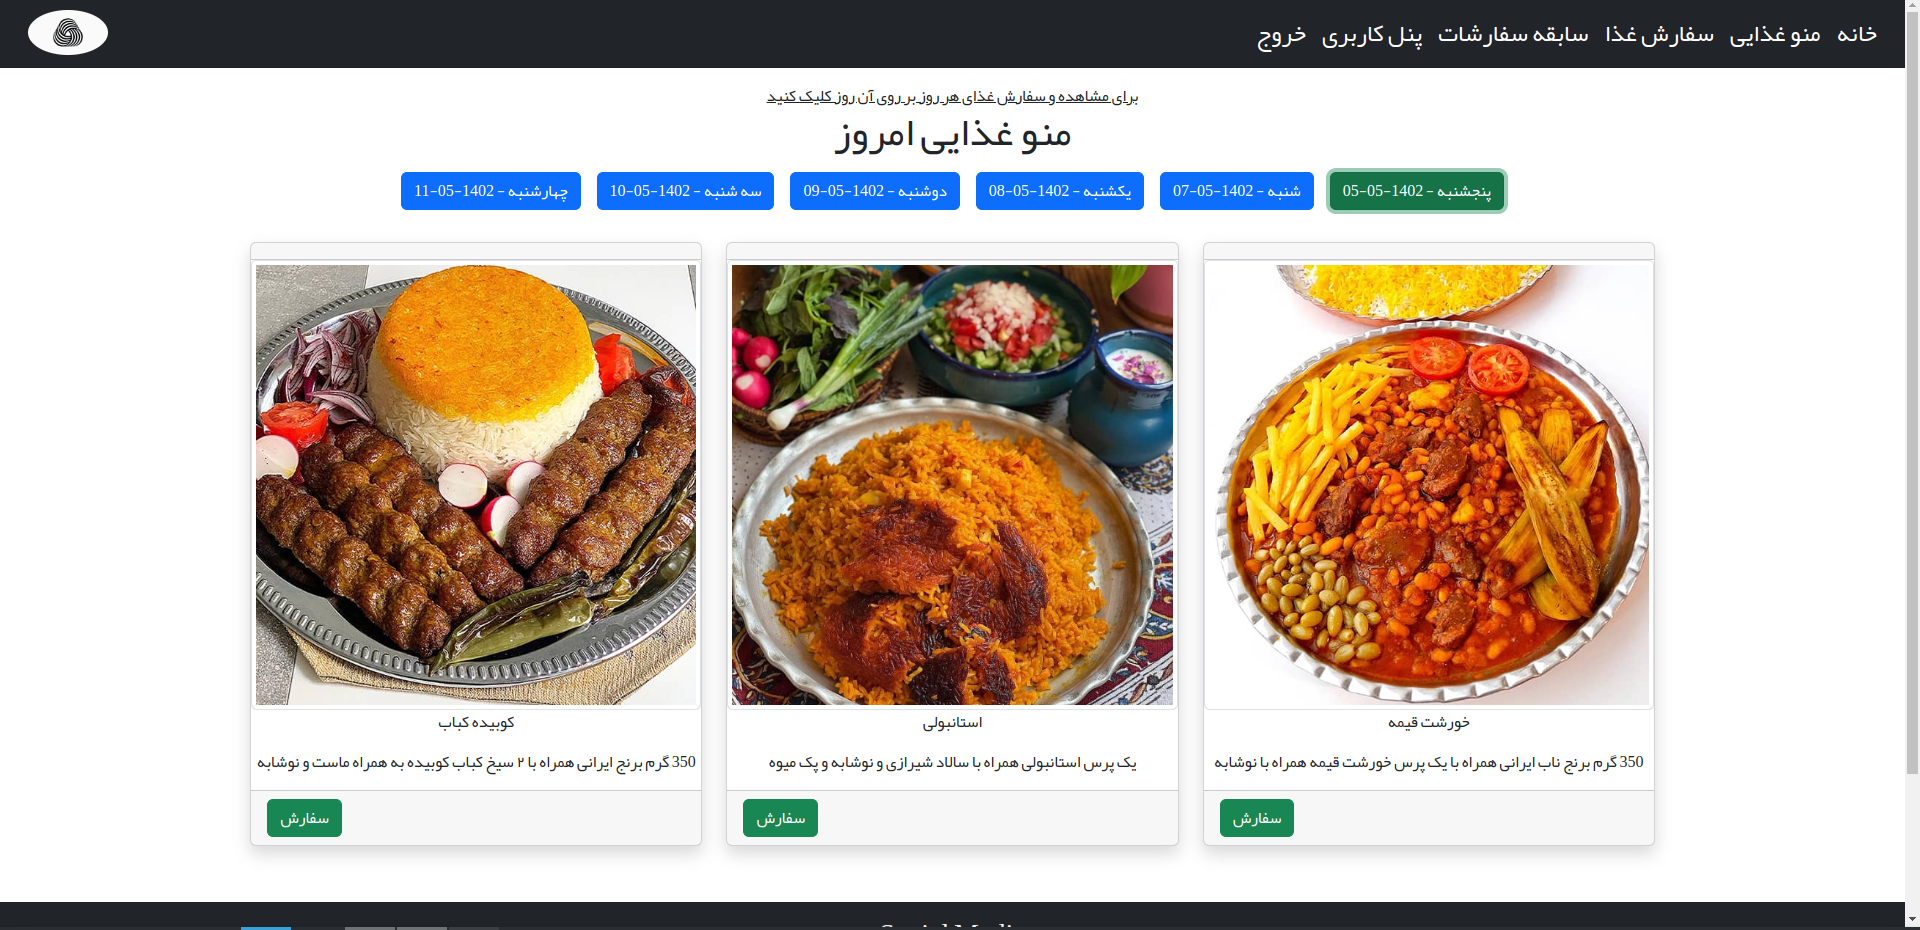 خانه
منو غذایی
سفارش غذا
سابقه سفارشات
پنل کاربری
خروج
برای مشاهده و سفارش غذای هر روز بر روی آن روز کلیک کنید
منو غذایی امروز
پنجشنبه - 1402-05-05
شنبه - 1402-05-07
یکشنبه - 1402-05-08
دوشنبه - 1402-05-09
سه شنبه - 1402-05-10
چهارشنبه - 1402-05-11
خورشت قیمه
350 گرم برنج ناب ایرانی همراه با یک پرس خورشت قیمه همراه با نوشابه
سفارش
استانبولی
یک پرس استانبولی همراه با سالاد شیرازی و نوشابه و پک میوه
سفارش
کوبیده کباب
350 گرم برنج ایرانی همراه با ۲ سیخ کباب کوبیده به همراه ماست و نوشابه
سفارش